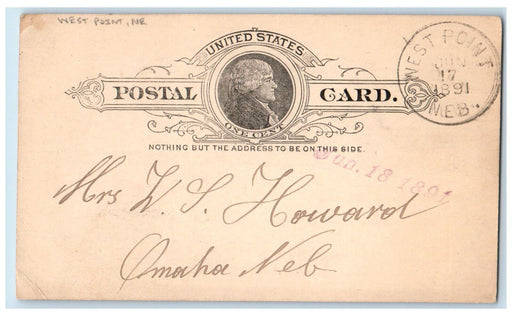 WEST POINT, NE
UNITED STATES
POSTAL CARD.
ONE CENT
NOTHING BUT THE ADDRESS TO BE ON THIS SIDE.
WEST POINT
JUN
17
1891
NEB.
Jun. 18 1891
Mrs W. S. Howard
Omaha Neb